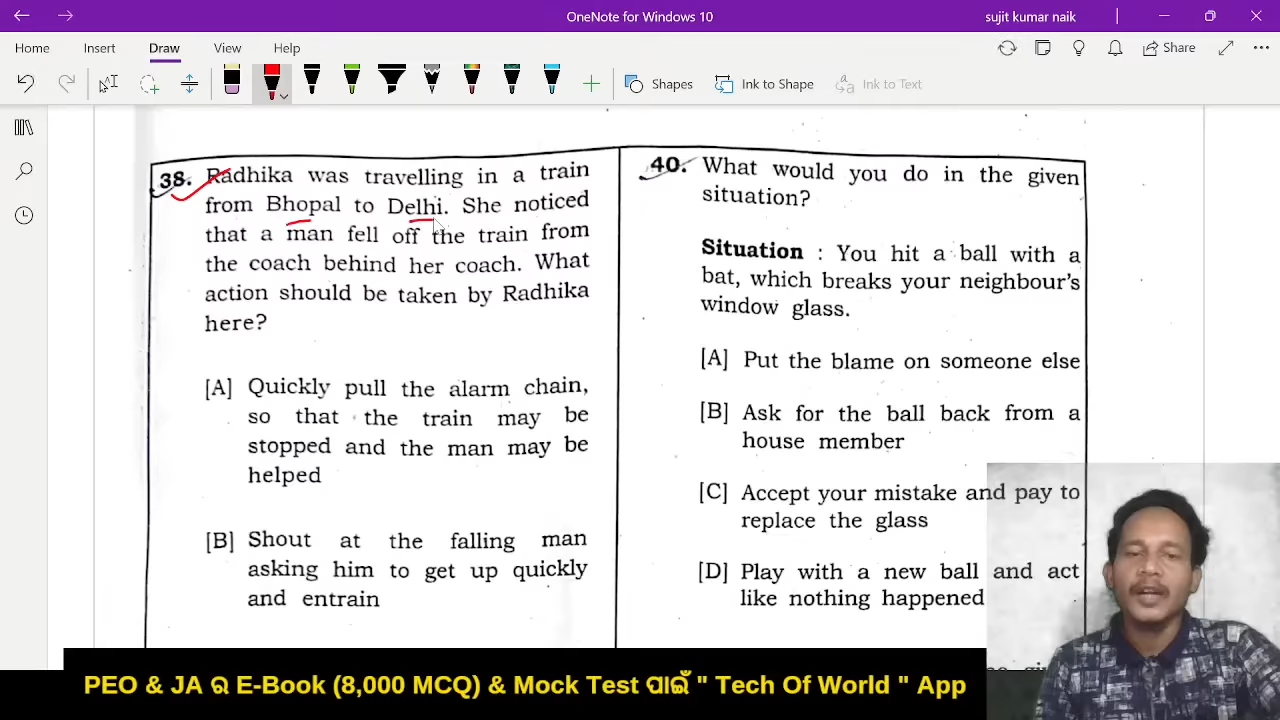 OneNote for Windows 10
sujit kumar naik
Home
Insert
Draw
View
Help
Share
Shapes
Ink to Shape
Ink to Text
38. Radhika was travelling in a train
from Bhopal to Delhi. She noticed
that a man fell off the train from
the coach behind her coach. What
action should be taken by Radhika
here?
[A] Quickly pull the alarm chain,
so that the train may be
stopped and the man may be
helped
[B] Shout at the falling man
asking him to get up quickly
and entrain
40. What would you do in the given
situation?
Situation : You hit a ball with a
bat, which breaks your neighbour's
window glass.
[A] Put the blame on someone else
[B] Ask for the ball back from a
house member
[C] Accept your mistake and pay to
replace the glass
[D] Play with a new ball and act
like nothing happened
PEO & JA ର E-Book (8,000 MCQ) & Mock Test ପାଇଁ " Tech Of World " App